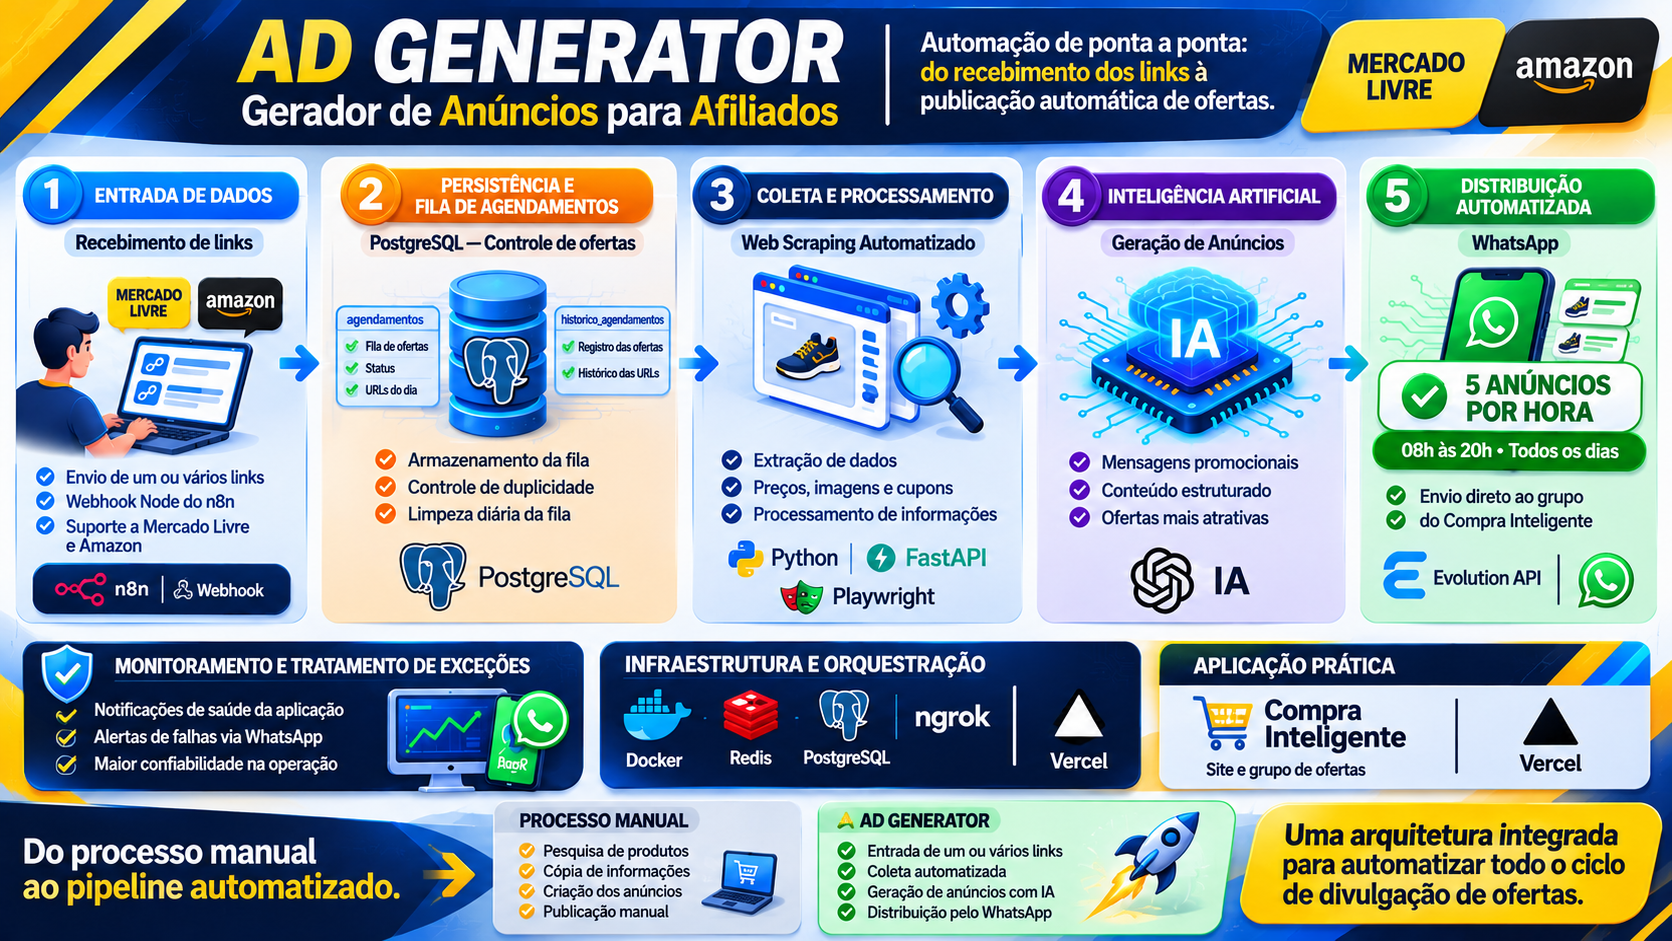 AD GENERATOR
Gerador de Anúncios para Afiliados
Automação de ponta a ponta:
do recebimento dos links à
publicação automática de ofertas.
MERCADO
LIVRE
amazon
1
ENTRADA DE DADOS
Recebimento de links
MERCADO
LIVRE
amazon
Envio de um ou vários links
Webhook Node do n8n
Suporte a Mercado Livre
e Amazon
n8n
Webhook
2
PERSISTÊNCIA E
FILA DE AGENDAMENTOS
PostgreSQL — Controle de ofertas
agendamentos
Fila de ofertas
Status
URLs do dia
historico_agendamentos
Registro das ofertas
Histórico das URLs
Armazenamento da fila
Controle de duplicidade
Limpeza diária da fila
PostgreSQL
3
COLETA E PROCESSAMENTO
Web Scraping Automatizado
Extração de dados
Preços, imagens e cupons
Processamento de informações
Python
FastAPI
Playwright
4
INTELIGÊNCIA ARTIFICIAL
Geração de Anúncios
IA
Mensagens promocionais
Conteúdo estruturado
Ofertas mais atrativas
IA
5
DISTRIBUIÇÃO
AUTOMATIZADA
WhatsApp
5 ANÚNCIOS
POR HORA
08h às 20h • Todos os dias
Envio direto ao grupo
do Compra Inteligente
Evolution API
MONITORAMENTO E TRATAMENTO DE EXCEÇÕES
Notificações de saúde da aplicação
Alertas de falhas via WhatsApp
Maior confiabilidade na operação
INFRAESTRUTURA E ORQUESTRAÇÃO
Docker
Redis
PostgreSQL
ngrok
Vercel
APLICAÇÃO PRÁTICA
Compra
Inteligente
Site e grupo de ofertas
Vercel
Do processo manual
ao pipeline automatizado.
PROCESSO MANUAL
Pesquisa de produtos
Cópia de informações
Criação dos anúncios
Publicação manual
AD GENERATOR
Entrada de um ou vários links
Coleta automatizada
Geração de anúncios com IA
Distribuição pelo WhatsApp
Uma arquitetura integrada
para automatizar todo o ciclo
de divulgação de ofertas.